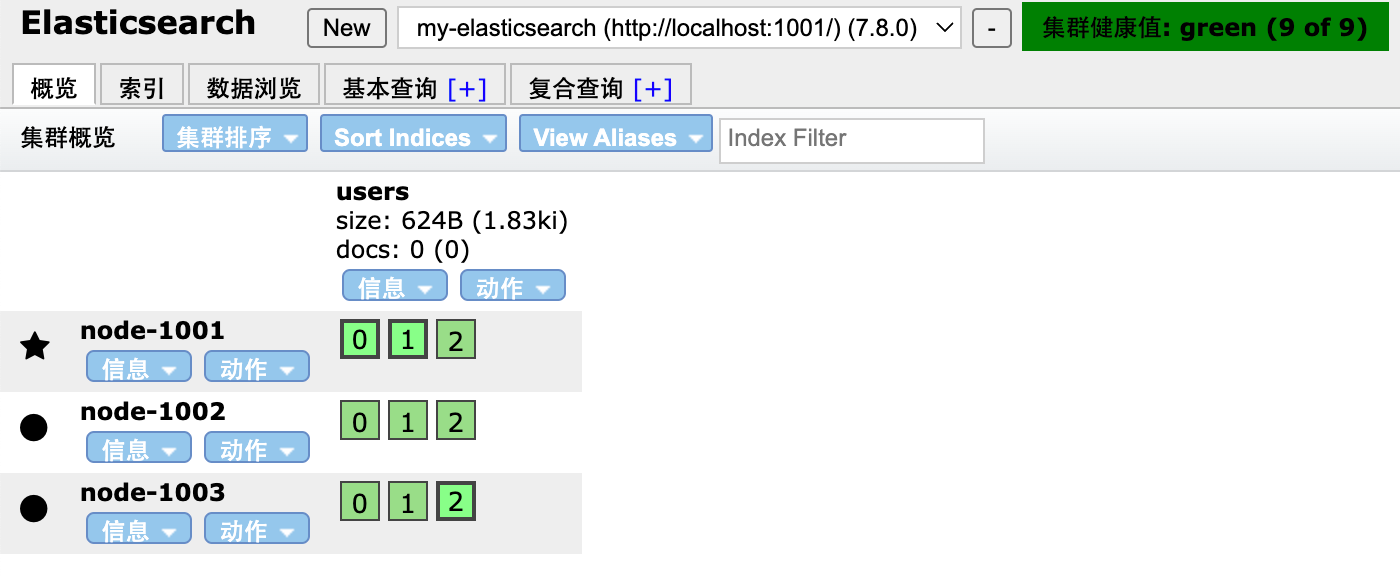 Elasticsearch New my-elasticsearch (http://localhost:1001/) (7.8.0) - 集群健康值: green (9 of 9)
概览 索引 数据浏览 基本查询 [+] 复合查询 [+]
集群概览 集群排序 Sort Indices View Aliases Index Filter
users
size: 624B (1.83ki)
docs: 0 (0)
信息 动作
node-1001 0 1 2
信息 动作
node-1002 0 1 2
信息 动作
node-1003 0 1 2
信息 动作